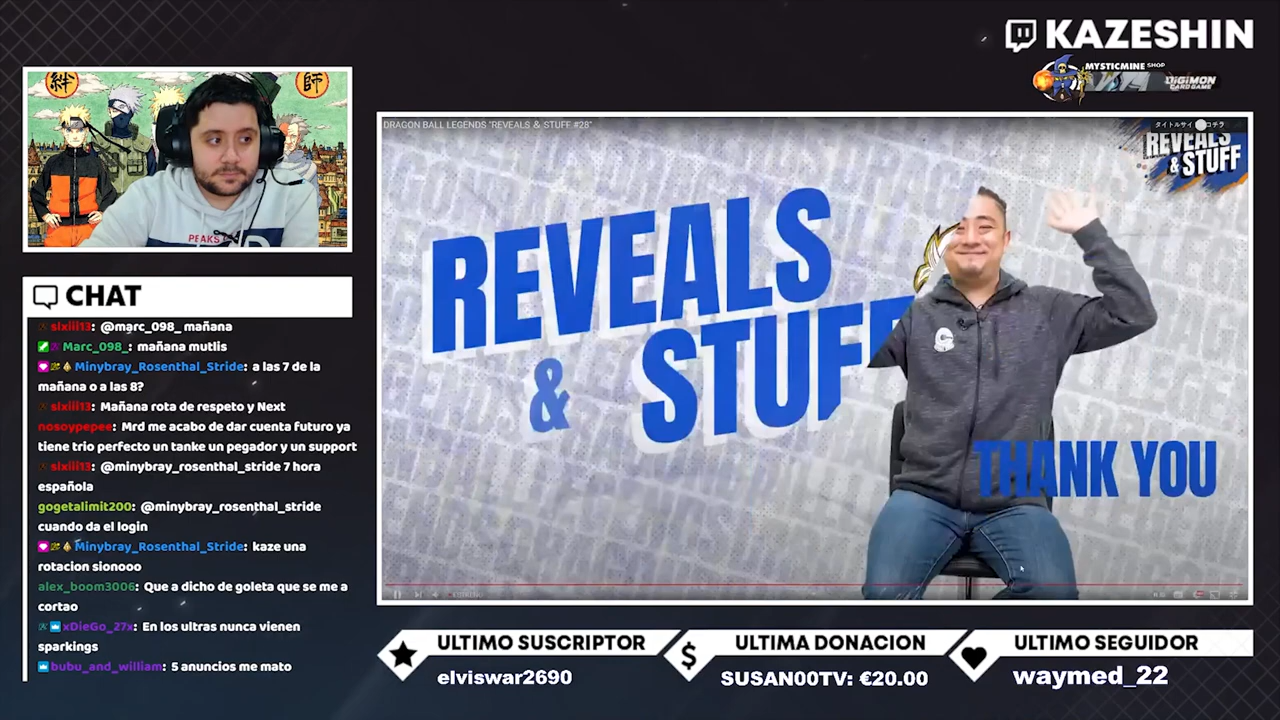 KAZESHIN
MYSTICMINE SHOP
DIGIMON
CARD GAME
絆
師
PEAKS
DRAGON BALL LEGENDS "REVEALS & STUFF #28"
REVEALS
& STUFF
REVEALS
& STUFF
THANK YOU
CHAT
sixiii13: @marc_098_ mañana
Marc_098_: mañana mutlis
Minybray_Rosenthal_Stride: a las 7 de la
mañana o a las 8?
sixiii13: Mañana rota de respeto y Next
nosoypepee: Mrd me acabo de dar cuenta futuro ya
tiene trio perfecto un tanke un pegador y un support
sixiii13: @minybray_rosenthal_stride 7 hora
española
gogetalimit200: @minybray_rosenthal_stride
cuando da el login
Minybray_Rosenthal_Stride: kaze una
rotacion sionooo
alex_boom3006: Que a dicho de goleta que se me a
cortao
xDieGo_27x: En los ultras nunca vienen
sparkings
bubu_and_william: 5 anuncios me mato
ULTIMO SUSCRIPTOR
elviswar2690
ULTIMA DONACION
SUSAN00TV: €20.00
ULTIMO SEGUIDOR
waymed_22